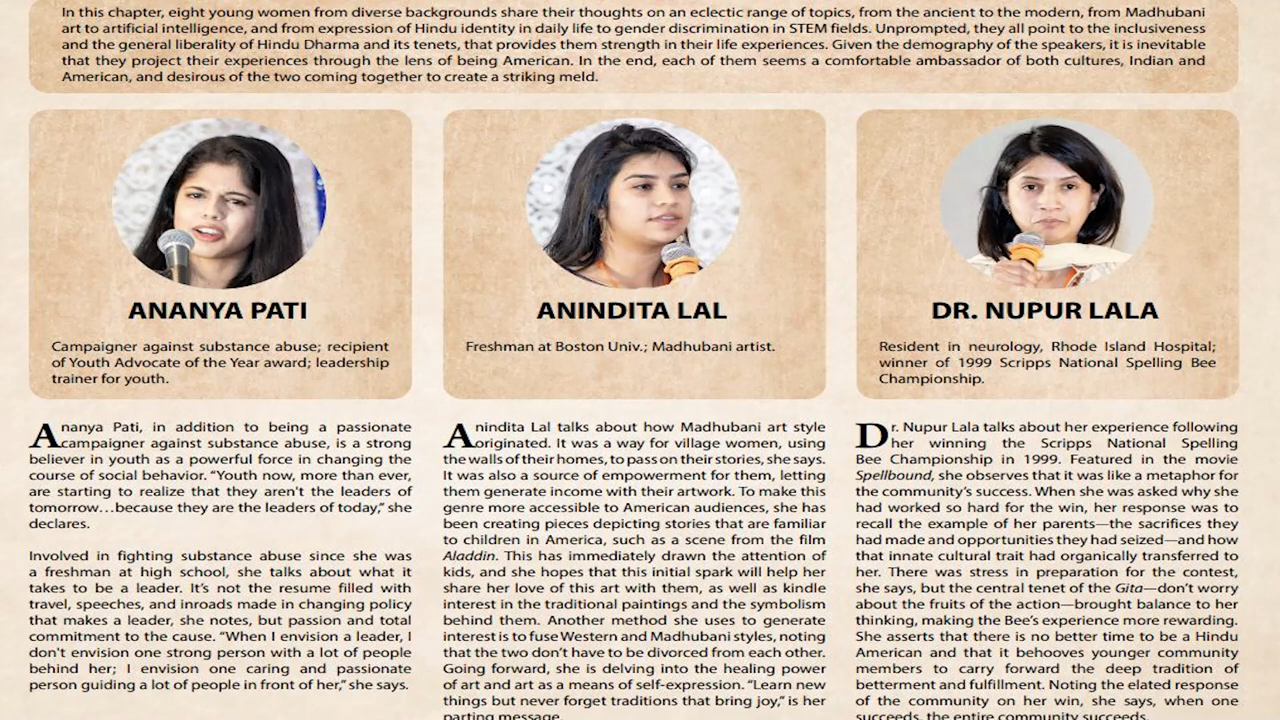 In this chapter, eight young women from diverse backgrounds share their thoughts on an eclectic range of topics, from the ancient to the modern, from Madhubani
art to artificial intelligence, and from expression of Hindu identity in daily life to gender discrimination in STEM fields. Unprompted, they all point to the inclusiveness
and the general liberality of Hindu Dharma and its tenets, that provides them strength in their life experiences. Given the demography of the speakers, it is inevitable
that they project their experiences through the lens of being American. In the end, each of them seems a comfortable ambassador of both cultures, Indian and
American, and desirous of the two coming together to create a striking meld.
ANANYA PATI
Campaigner against substance abuse; recipient
of Youth Advocate of the Year award; leadership
trainer for youth.
Ananya Pati, in addition to being a passionate
campaigner against substance abuse, is a strong
believer in youth as a powerful force in changing the
course of social behavior. “Youth now, more than ever,
are starting to realize that they aren't the leaders of
tomorrow…because they are the leaders of today,” she
declares.
Involved in fighting substance abuse since she was
a freshman at high school, she talks about what it
takes to be a leader. It’s not the resume filled with
travel, speeches, and inroads made in changing policy
that makes a leader, she notes, but passion and total
commitment to the cause. “When I envision a leader, I
don't envision one strong person with a lot of people
behind her; I envision one caring and passionate
person guiding a lot of people in front of her,” she says.
ANINDITA LAL
Freshman at Boston Univ.; Madhubani artist.
Anindita Lal talks about how Madhubani art style
originated. It was a way for village women, using
the walls of their homes, to pass on their stories, she says.
It was also a source of empowerment for them, letting
them generate income with their artwork. To make this
genre more accessible to American audiences, she has
been creating pieces depicting stories that are familiar
to children in America, such as a scene from the film
Aladdin. This has immediately drawn the attention of
kids, and she hopes that this initial spark will help her
share her love of this art with them, as well as kindle
interest in the traditional paintings and the symbolism
behind them. Another method she uses to generate
interest is to fuse Western and Madhubani styles, noting
that the two don’t have to be divorced from each other.
Going forward, she is delving into the healing power
of art and art as a means of self-expression. “Learn new
things but never forget traditions that bring joy,” is her
parting message.
DR. NUPUR LALA
Resident in neurology, Rhode Island Hospital;
winner of 1999 Scripps National Spelling Bee
Championship.
Dr. Nupur Lala talks about her experience following
her winning the Scripps National Spelling
Bee Championship in 1999. Featured in the movie
Spellbound, she observes that it was like a metaphor for
the community’s success. When she was asked why she
had worked so hard for the win, her response was to
recall the example of her parents—the sacrifices they
had made and opportunities they had seized—and how
that innate cultural trait had organically transferred to
her. There was stress in preparation for the contest,
she says, but the central tenet of the Gita—don’t worry
about the fruits of the action—brought balance to her
thinking, making the Bee’s experience more rewarding.
She asserts that there is no better time to be a Hindu
American and that it behooves younger community
members to carry forward the deep tradition of
betterment and fulfillment. Noting the elated response
of the community on her win, she says, when one
succeeds, the entire community succeeds.